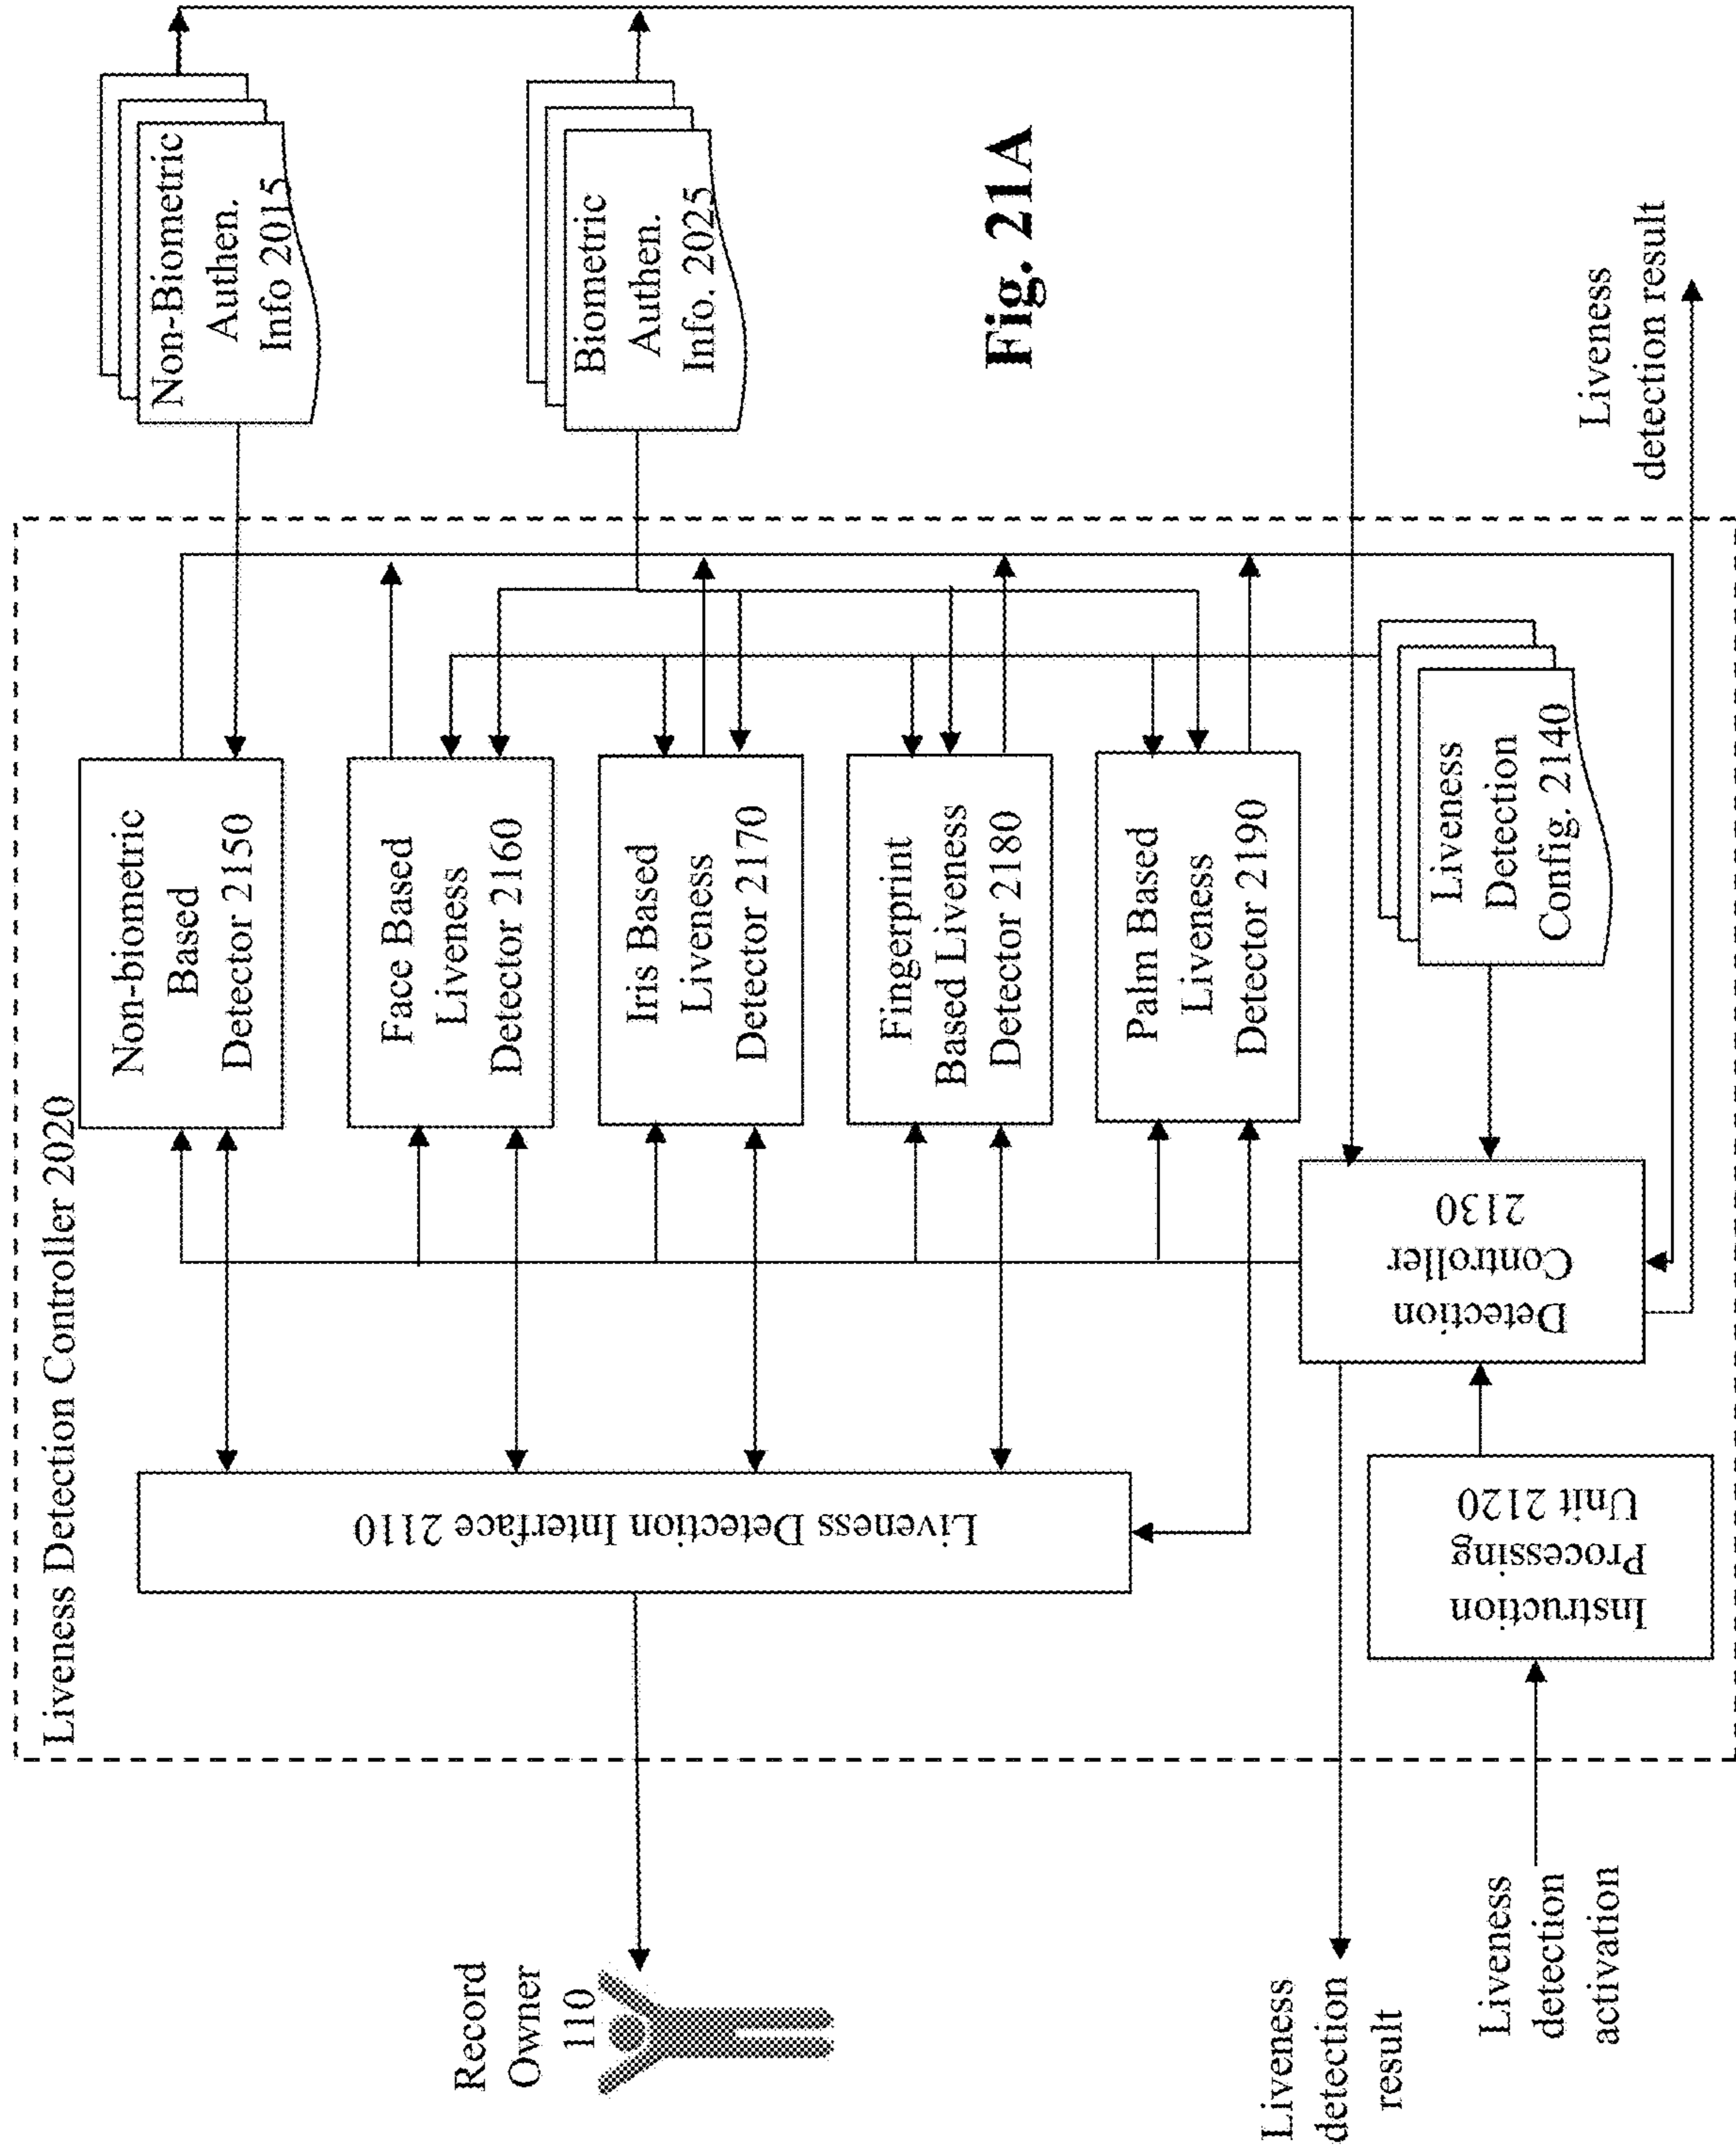 Liveness Detection Controller 2020
Non-Biometric
Authen.
Info 2015
Biometric
Authen.
Info. 2025
Non-biometric
Based
Detector 2150
Face Based
Liveness
Detector 2160
Iris Based
Liveness
Detector 2170
Fingerprint
Based Liveness
Detector 2180
Palm Based
Liveness
Detector 2190
Liveness
Detection
Config. 2140
Liveness Detection Interface 2110
Detection
Controller
2130
Instruction
Processing
Unit 2120
Record
Owner
110
Liveness
detection
result
Liveness
detection
activation
Liveness
detection result
Fig. 21A